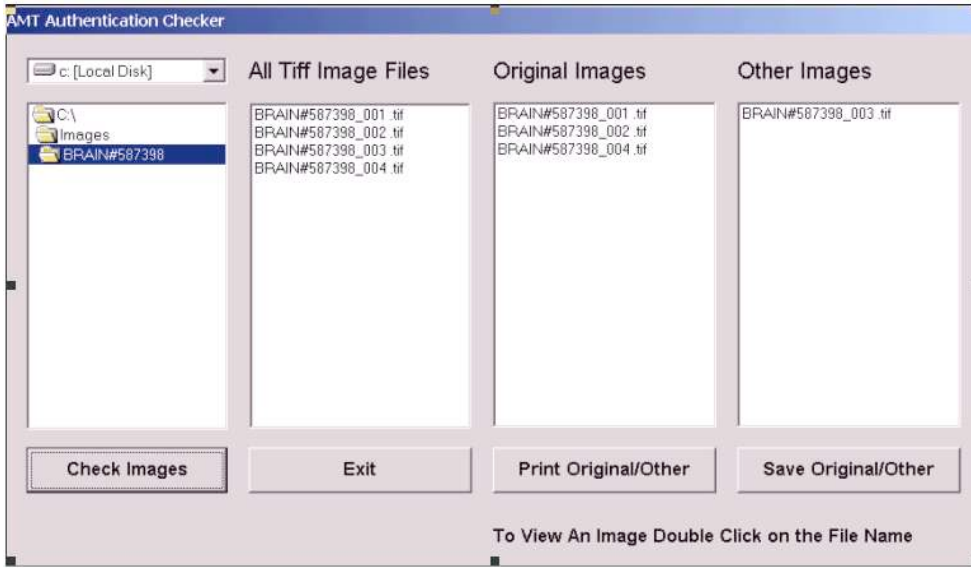 AMT Authentication Checker
c: [Local Disk]
All Tiff Image Files
Original Images
Other Images
C:\
Images
BRAIN#587398
BRAIN#587398_001 .tif
BRAIN#587398_002 .tif
BRAIN#587398_003 .tif
BRAIN#587398_004 .tif
BRAIN#587398_001 .tif
BRAIN#587398_002 .tif
BRAIN#587398_004 .tif
BRAIN#587398_003 .tif
Check Images
Exit
Print Original/Other
Save Original/Other
To View An Image Double Click on the File Name